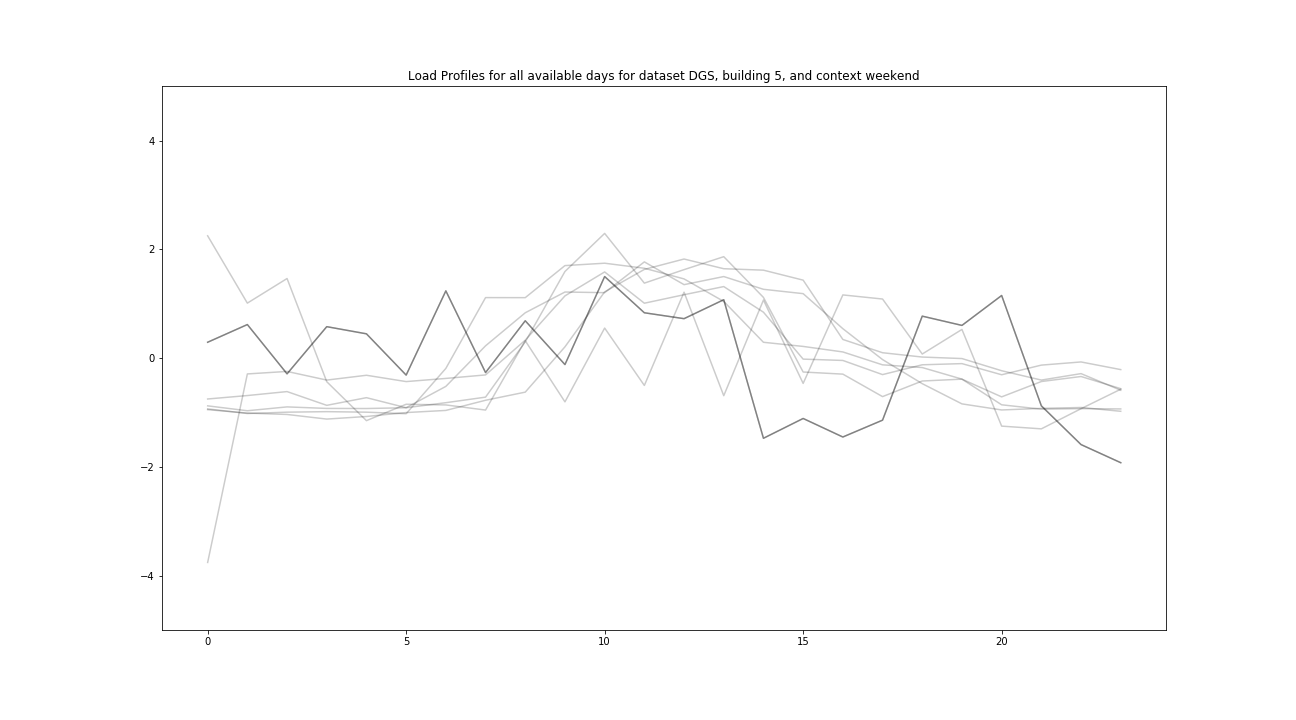 Load Profiles for all available days for dataset DGS, building 5, and context weekend
4
2
0
−2
−4
0 5 10 15 20